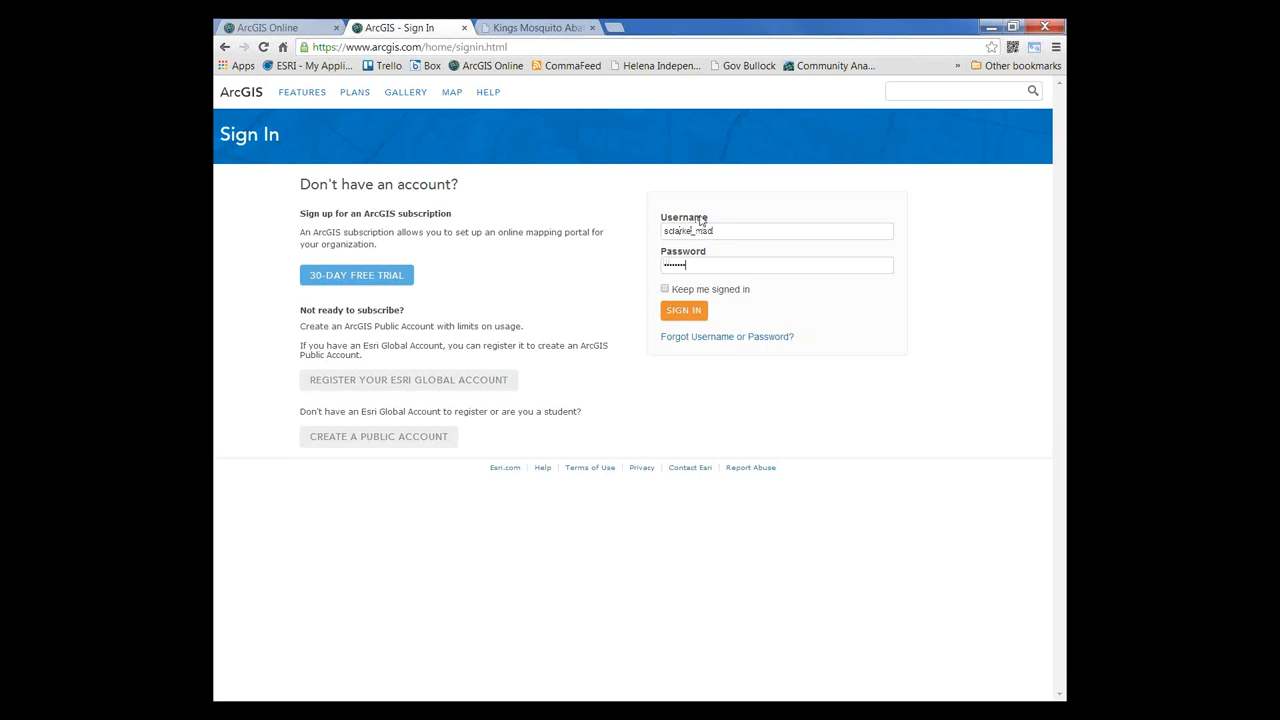 ArcGIS Online
ArcGIS - Sign In
Kings Mosquito Aba
https://www.arcgis.com/home/signin.html
Apps ESRI - My Appli... Trello Box ArcGIS Online CommaFeed Helena Indepen... Gov Bullock Community Ana... » Other bookmarks
ArcGIS FEATURES PLANS GALLERY MAP HELP
Sign In
Don't have an account?
Sign up for an ArcGIS subscription
An ArcGIS subscription allows you to set up an online mapping portal for
your organization.
30-DAY FREE TRIAL
Not ready to subscribe?
Create an ArcGIS Public Account with limits on usage.
If you have an Esri Global Account, you can register it to create an ArcGIS
Public Account.
REGISTER YOUR ESRI GLOBAL ACCOUNT
Don't have an Esri Global Account to register or are you a student?
CREATE A PUBLIC ACCOUNT
Username
sclarke_mad
Password
••••••••
Keep me signed in
SIGN IN
Forgot Username or Password?
Esri.com | Help | Terms of Use | Privacy | Contact Esri | Report Abuse